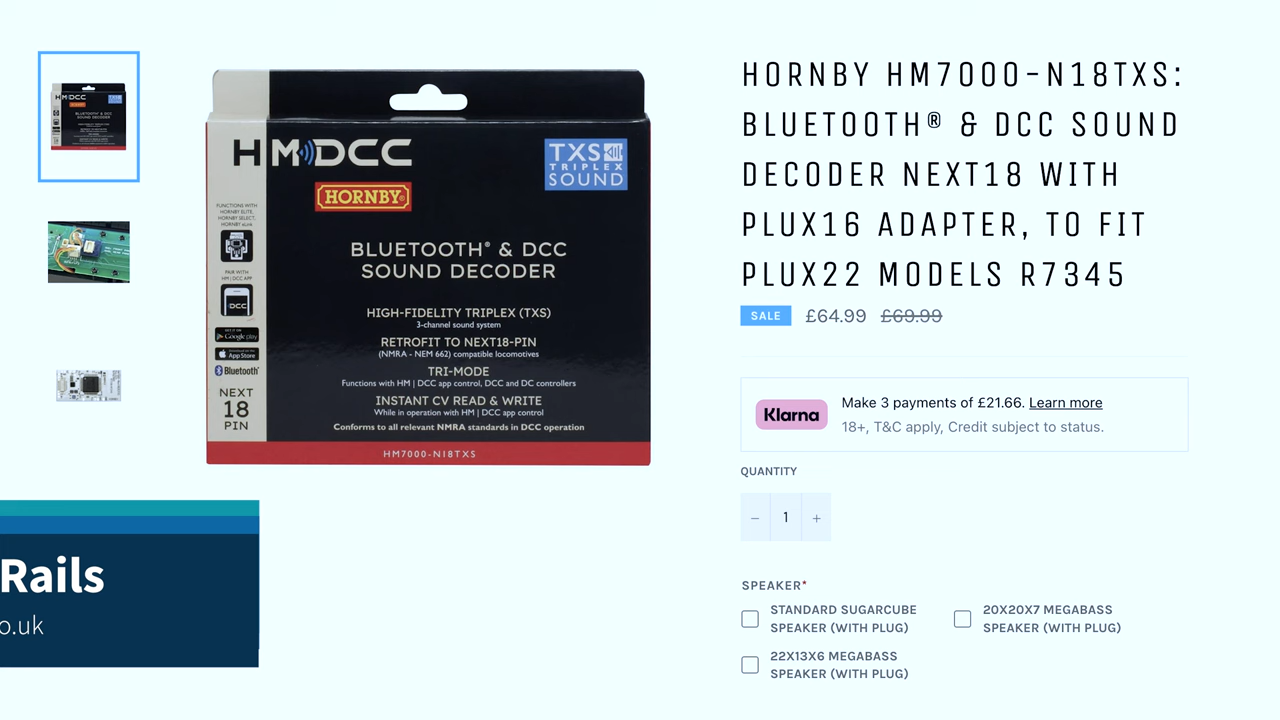 HM DCC
TXS
TRIPLEX
SOUND
HORNBY
FUNCTIONS WITH
HORNBY ELITE,
HORNBY SELECT,
HORNBY eLink
PAIR WITH
HM | DCC APP
DCC
GET IT ON
Google play
Download on the
App Store
Bluetooth®
NEXT
18
PIN
BLUETOOTH® & DCC
SOUND DECODER
HIGH-FIDELITY TRIPLEX (TXS)
3-channel sound system
RETROFIT TO NEXT18-PIN
(NMRA - NEM 662) compatible locomotives
TRI-MODE
Functions with HM | DCC app control, DCC and DC controllers
INSTANT CV READ & WRITE
While in operation with HM | DCC app control
Conforms to all relevant NMRA standards in DCC operation
HM7000-N18TXS
HORNBY HM7000-N18TXS:
BLUETOOTH® & DCC SOUND
DECODER NEXT18 WITH
PLUX16 ADAPTER, TO FIT
PLUX22 MODELS R7345
SALE £64.99 £69.99
Klarna
Make 3 payments of £21.66. Learn more
18+, T&C apply, Credit subject to status.
QUANTITY
− 1 +
SPEAKER*
STANDARD SUGARCUBE
SPEAKER (WITH PLUG)
20X20X7 MEGABASS
SPEAKER (WITH PLUG)
22X13X6 MEGABASS
SPEAKER (WITH PLUG)
Rails
o.uk